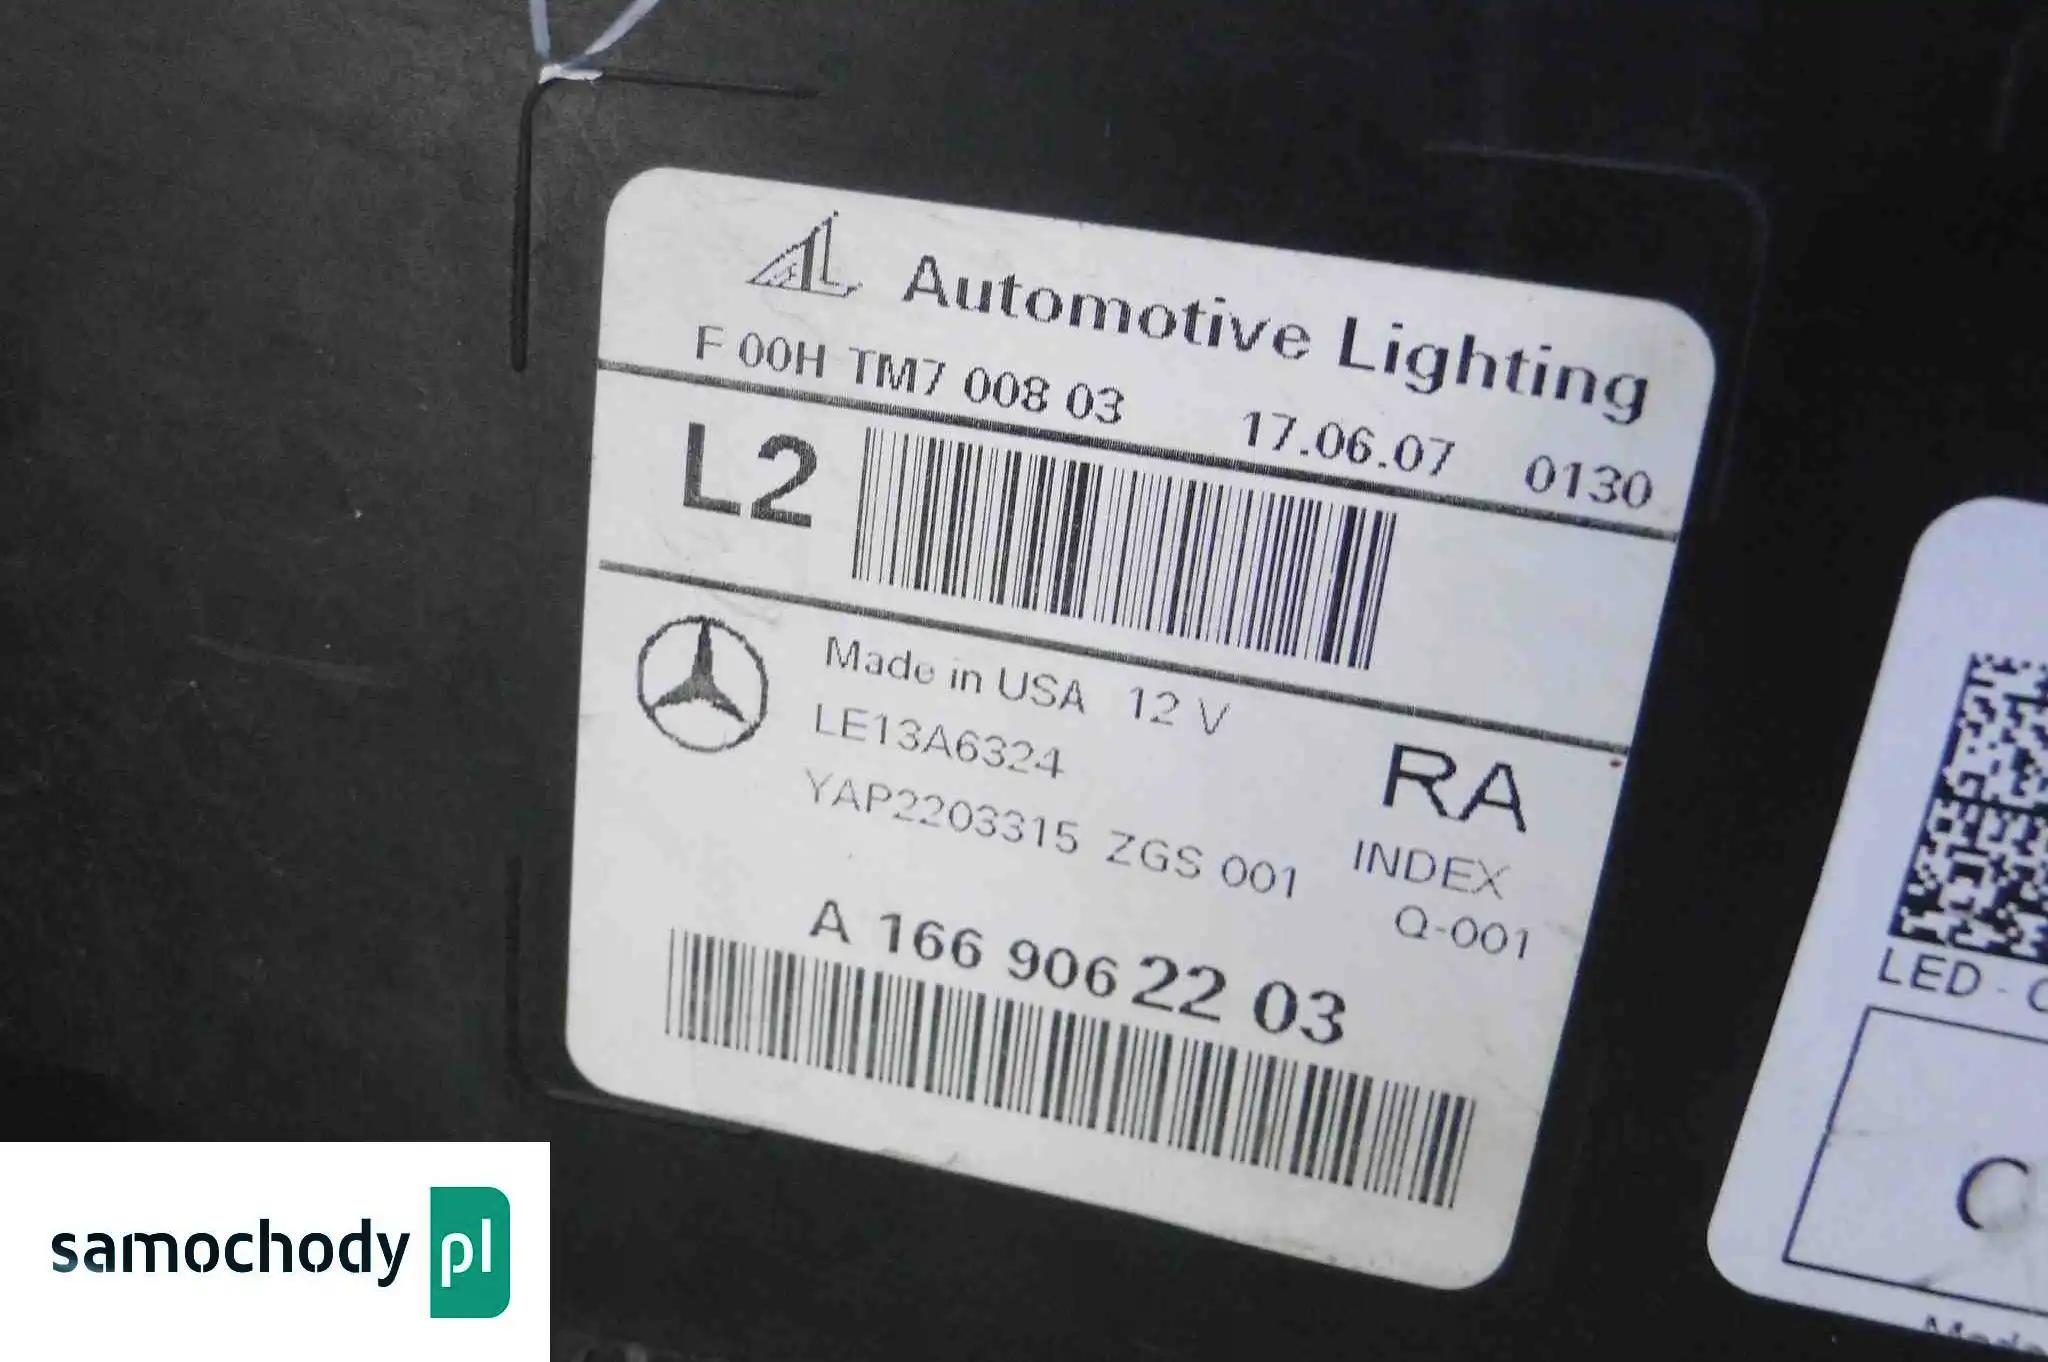 AL Automotive Lighting
F 00H TM7 008 03 17.06.07 0130
L2
Made in USA 12 V
LE13A6324
RA
YAP2203315 ZGS 001
INDEX
Q-001
A 166 906 22 03
LED - C
C
samochody pl